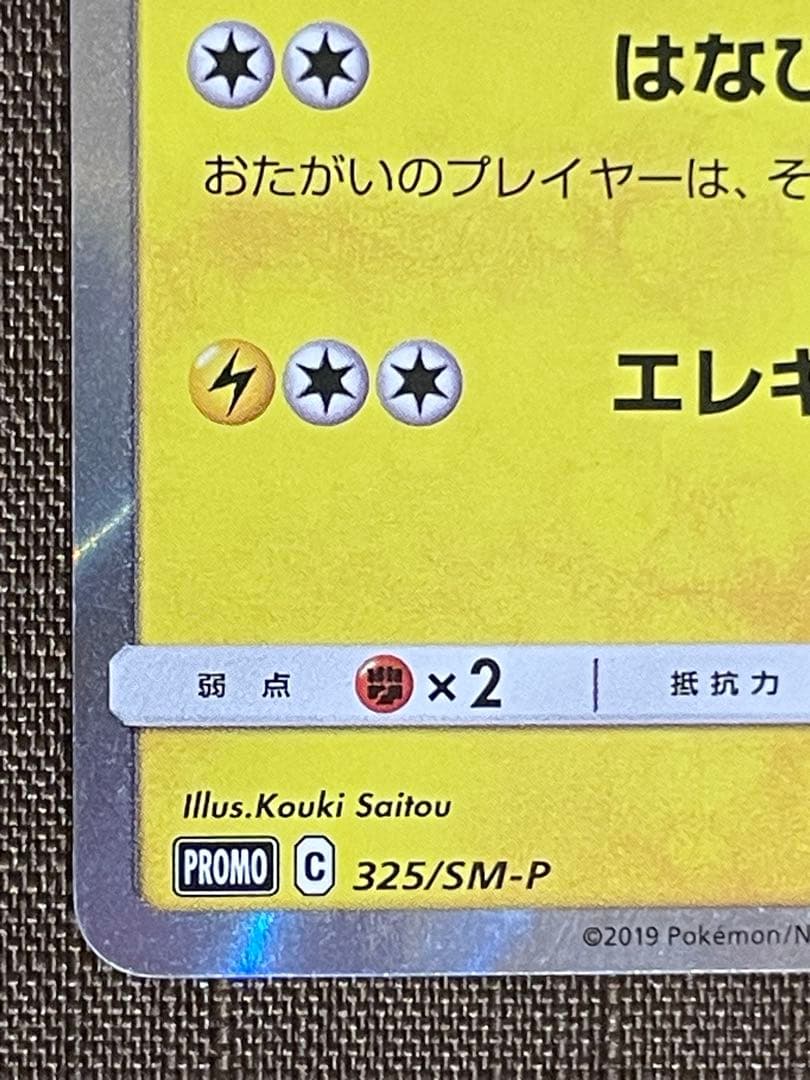 はなび
おたがいのプレイヤーは、そ
エレキ
弱点 ×2 抵抗力
Illus.Kouki Saitou
PROMO C 325/SM-P
©2019 Pokémon/N